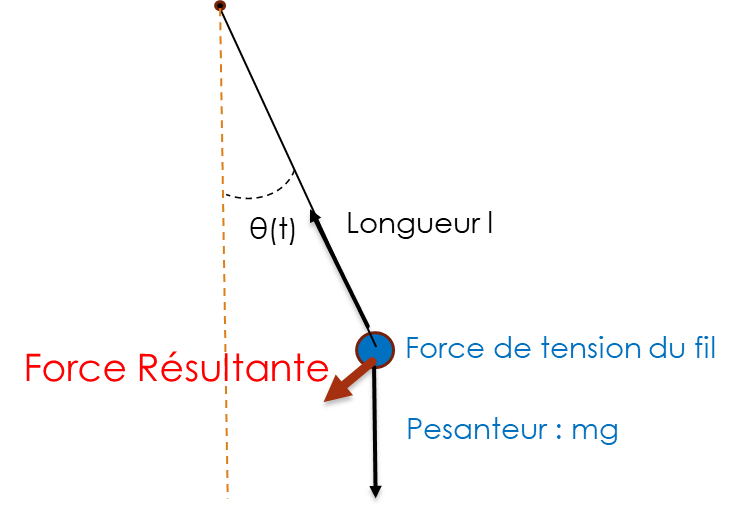 Longueur l
θ(t)
Force de tension du fil
Force Résultante
Pesanteur : mg